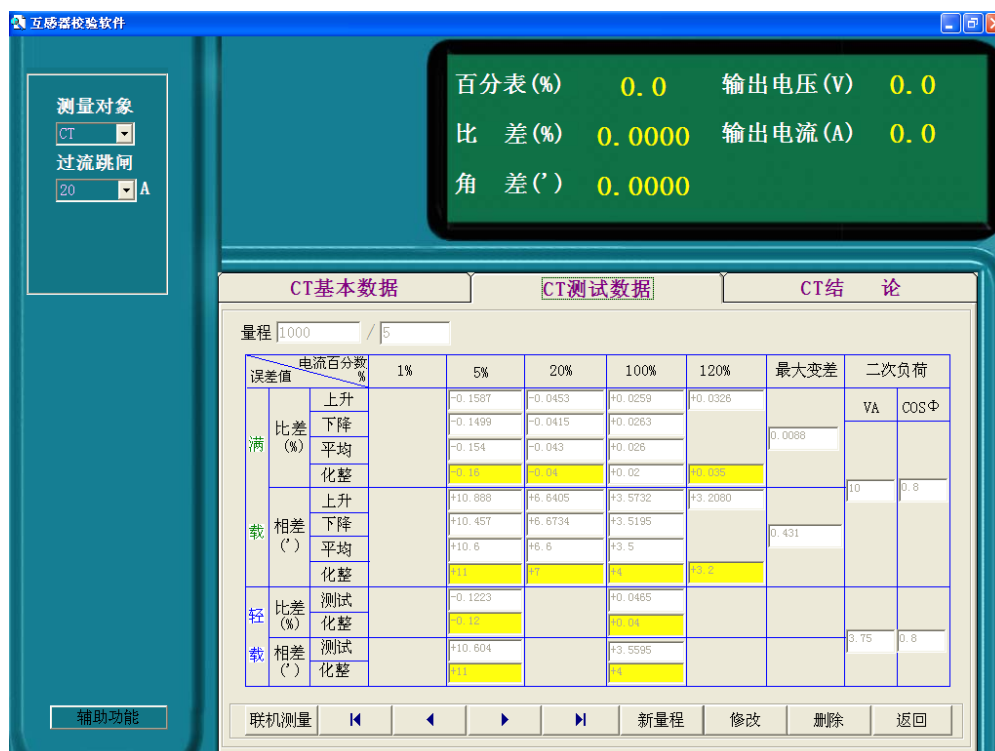 互感器校验软件
测量对象
CT
过流跳闸
20 A
百分表(%) 0.0 输出电压(V) 0.0
比 差(%) 0.0000 输出电流(A) 0.0
角 差(') 0.0000
CT基本数据 CT测试数据 CT结 论
量程 1000 / 5
误差值 电流百分数 % 1% 5% 20% 100% 120% 最大变差 二次负荷
VA COSΦ
满载 比差(%) 上升 -0.1587 -0.0453 +0.0259 +0.0326
下降 -0.1499 -0.0415 +0.0263 0.0088
平均 -0.154 -0.043 +0.026
化整 -0.16 -0.04 +0.02 +0.035
10 0.8
相差(') 上升 +10.888 +6.6405 +3.5732 +3.2080
下降 +10.457 +6.6734 +3.5195 0.431
平均 +10.6 +6.6 +3.5
化整 +11 +7 +4 +3.2
轻载 比差(%) 测试 -0.1223 +0.0465
化整 -0.12 +0.04
3.75 0.8
相差(') 测试 +10.604 +3.5595
化整 +11 +4
辅助功能
联机测量 新量程 修改 删除 返回